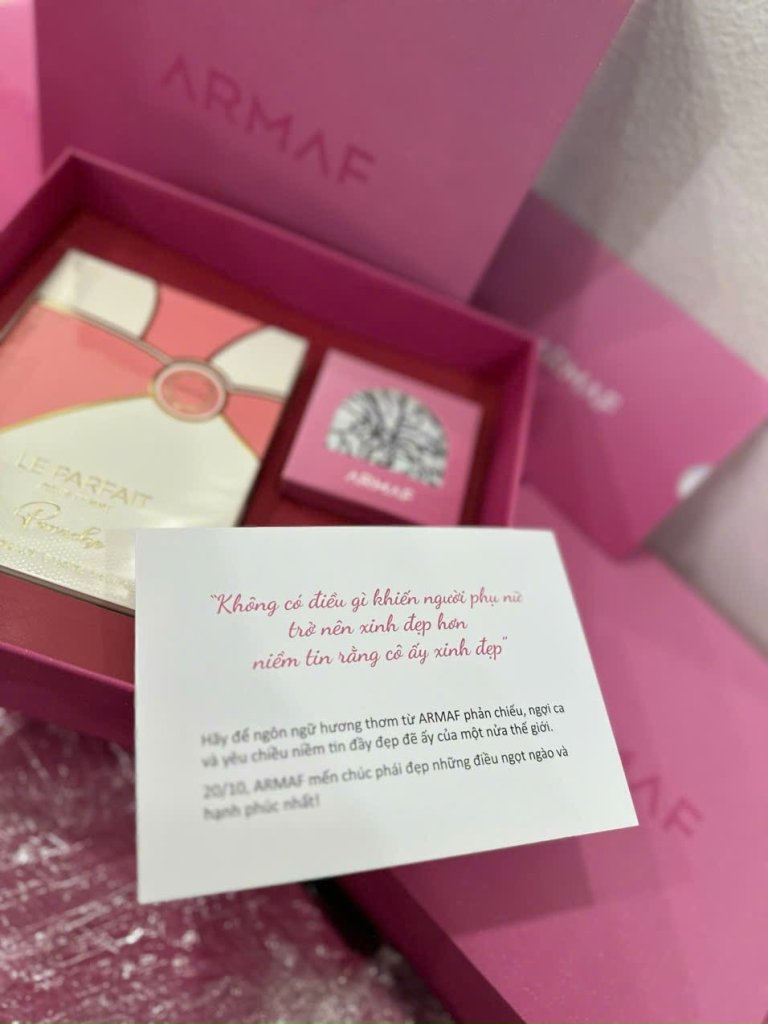 ARMAF
ARMAF
LE PARFAIT
Paradis
ARMAF
"Không có điều gì khiến người phụ nữ
trở nên xinh đẹp hơn
niềm tin rằng cô ấy xinh đẹp"
Hãy để ngôn ngữ hương thơm từ ARMAF phản chiếu, ngợi ca
và yêu chiều niềm tin đầy đẹp đẽ ấy của một nửa thế giới.
20/10, ARMAF mến chúc phái đẹp những điều ngọt ngào và
hạnh phúc nhất!